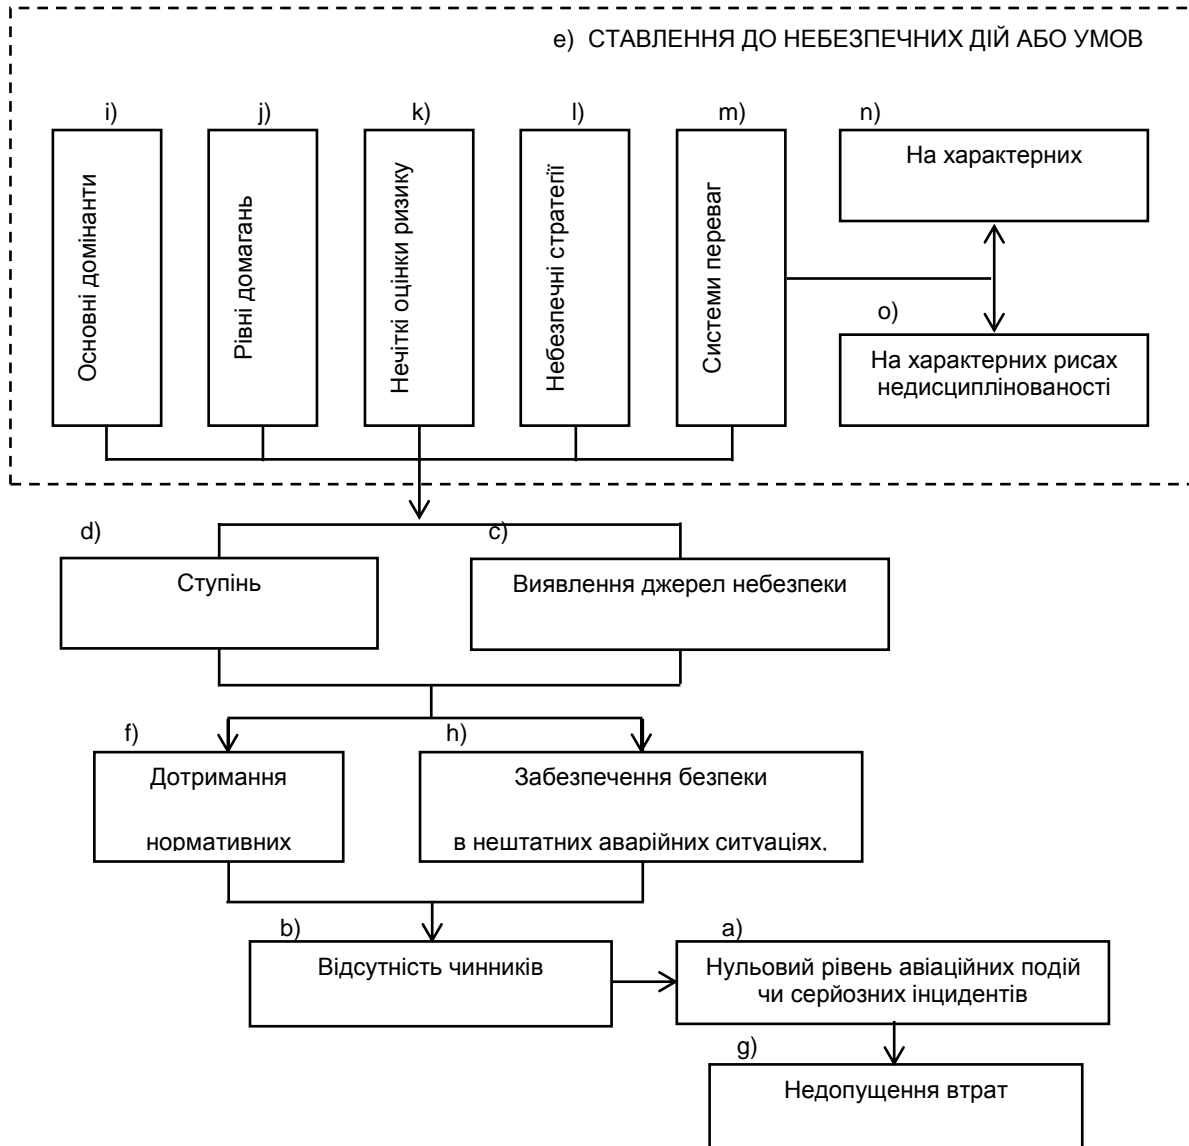 e) СТАВЛЕННЯ ДО НЕБЕЗПЕЧНИХ ДІЙ АБО УМОВ
i)
Основні домінанти
j)
Рівні домагань
k)
Нечіткі оцінки ризику
l)
Небезпечні стратегії
m)
Системи переваг
n)
На характерних
o)
На характерних рисах
недисциплінованості
d)
Ступінь
c)
Виявлення джерел небезпеки
f)
Дотримання
нормативних
h)
Забезпечення безпеки
в нештатних аварійних ситуаціях,
b)
Відсутність чинників
a)
Нульовий рівень авіаційних подій
чи серйозних інцидентів
g)
Недопущення втрат